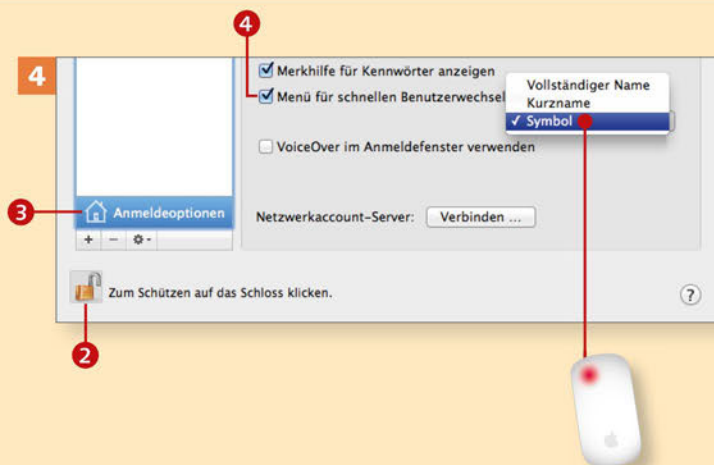 4
4
Merkhilfe für Kennwörter anzeigen
Menü für schnellen Benutzerwechsel
Vollständiger Name
Kurzname
✓ Symbol
VoiceOver im Anmeldefenster verwenden
3
Anmeldeoptionen
Netzwerkaccount-Server: Verbinden ...
+ –
Zum Schützen auf das Schloss klicken.
?
2